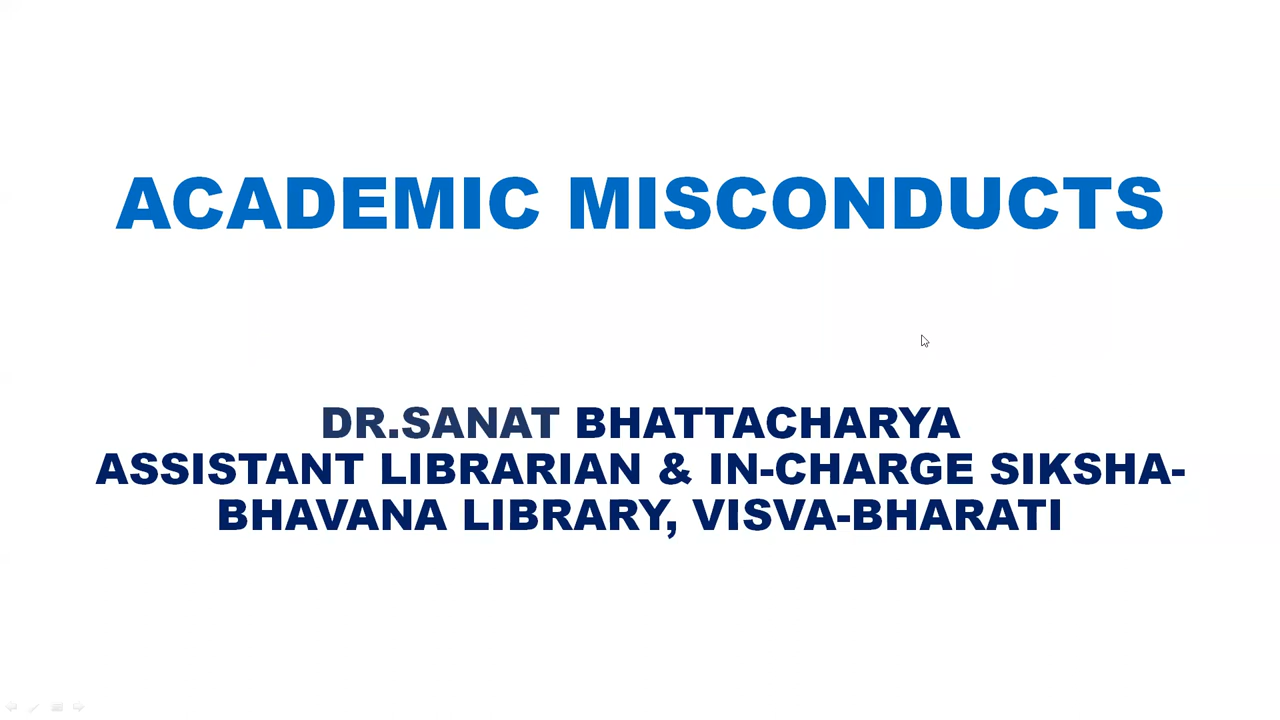 ACADEMIC MISCONDUCTS
DR.SANAT BHATTACHARYA
ASSISTANT LIBRARIAN & IN-CHARGE SIKSHA-
BHAVANA LIBRARY, VISVA-BHARATI